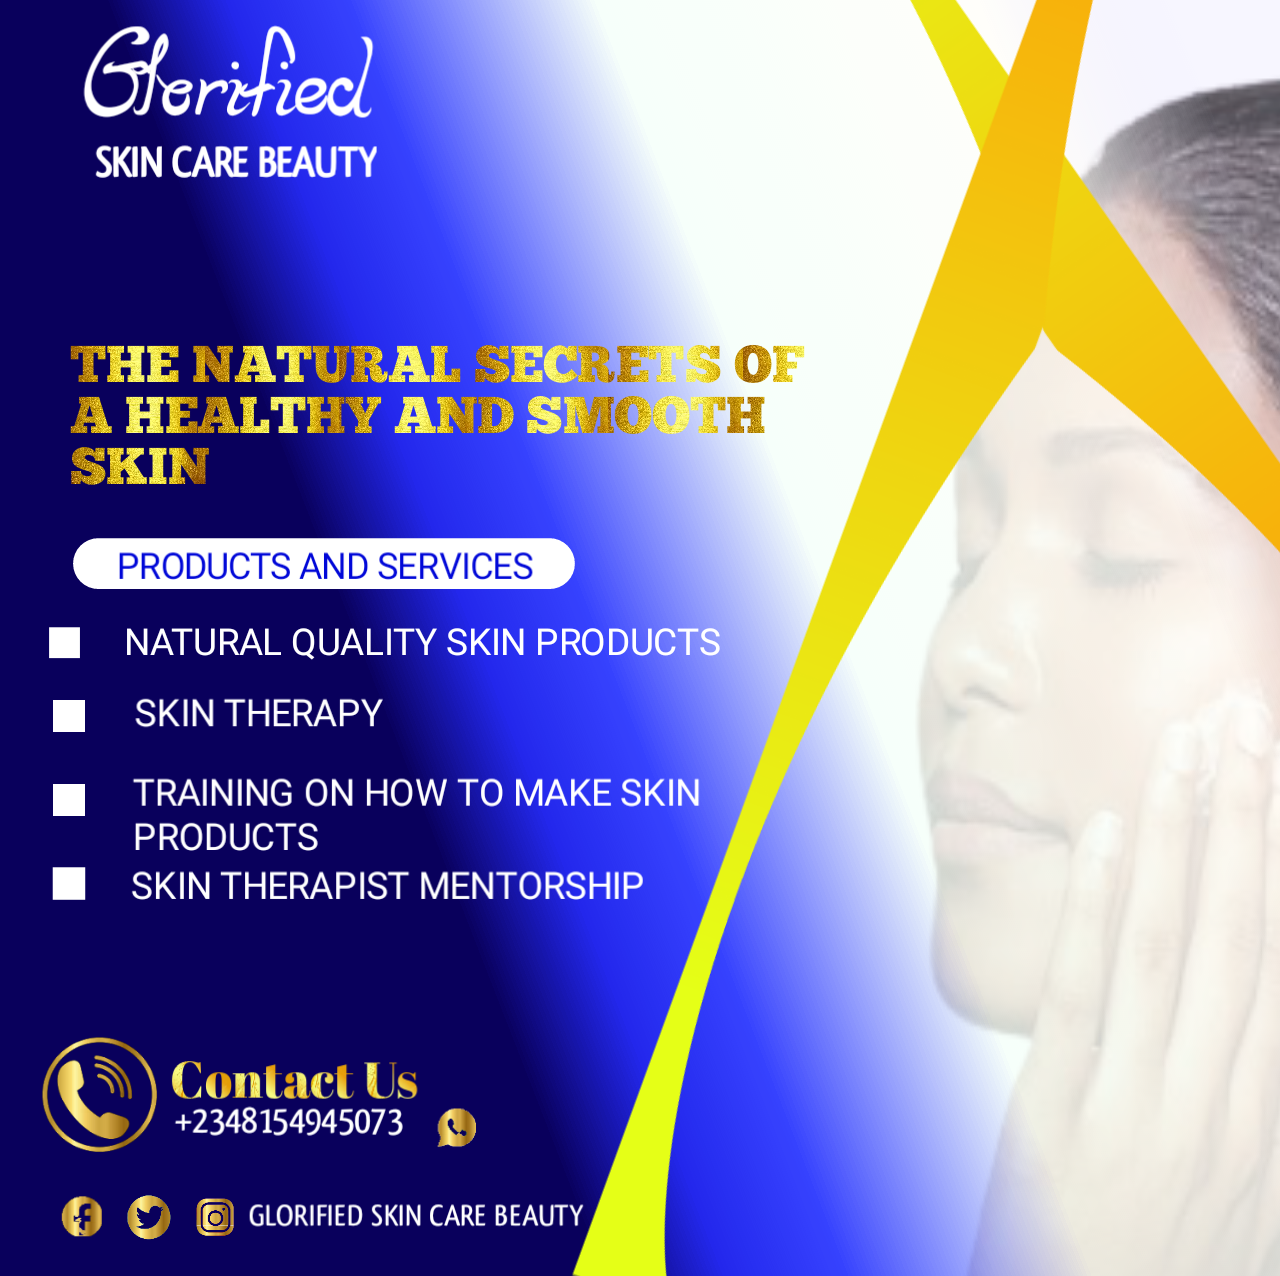 Glorified
SKIN CARE BEAUTY
THE NATURAL SECRETS OF
A HEALTHY AND SMOOTH
SKIN
PRODUCTS AND SERVICES
NATURAL QUALITY SKIN PRODUCTS
SKIN THERAPY
TRAINING ON HOW TO MAKE SKIN
PRODUCTS
SKIN THERAPIST MENTORSHIP
Contact Us
+2348154945073
GLORIFIED SKIN CARE BEAUTY